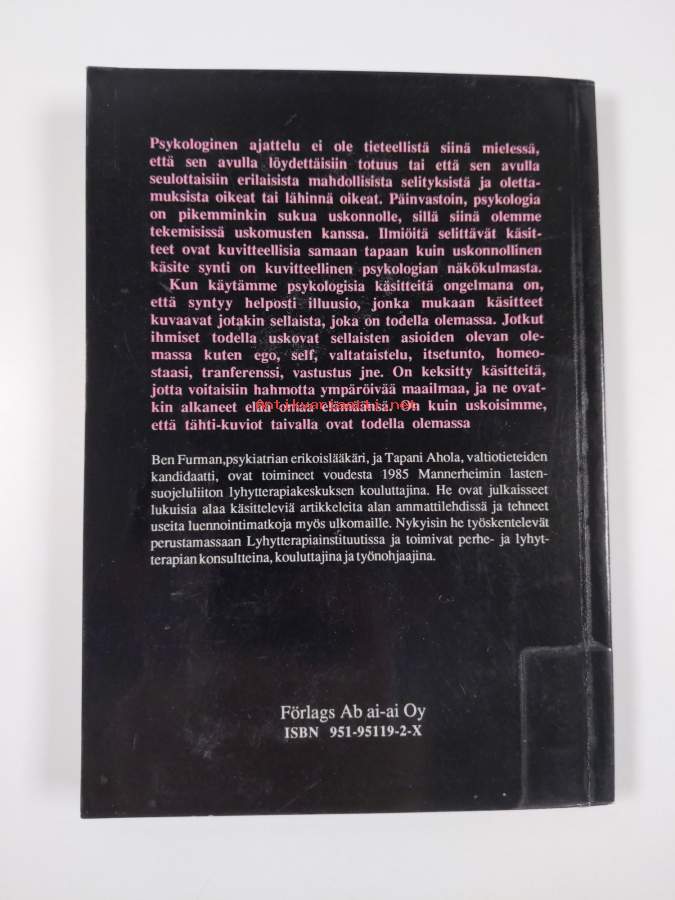 Psykologinen ajattelu ei ole tieteellistä siinä mielessä,
että sen avulla löydettäisiin totuus tai että sen avulla
seulottaisiin erilaisista mahdollisista selityksistä ja oletta-
muksista oikeat tai lähinnä oikeat. Päinvastoin, psykologia
on pikemminkin sukua uskonnolle, sillä siinä olemme
tekemisissä uskomusten kanssa. Ilmiöitä selittävät käsit-
teet ovat kuvitteellisia samaan tapaan kuin uskonnollinen
käsite synti on kuvitteellinen psykologian näkökulmasta.
Kun käytämme psykologisia käsitteitä ongelmana on,
että syntyy helposti illuusio, jonka mukaan käsitteet
kuvaavat jotakin sellaista, joka on todella olemassa. Jotkut
ihmiset todella uskovat sellaisten asioiden olevan ole-
massa kuten ego, self, valtataistelu, itsetunto, homeo-
staasi, tranferenssi, vastustus jne. On keksitty käsitteitä,
jotta voitaisiin hahmotta ympäröivää maailmaa, ja ne ovat-
kin alkaneet elää omaa elämäänsä. On kuin uskoisimme,
että tähti-kuviot taivalla ovat todella olemassa
Ben Furman,psykiatrian erikoislääkäri, ja Tapani Ahola, valtiotieteiden
kandidaatti, ovat toimineet voudesta 1985 Mannerheimin lasten-
suojeluliiton lyhytterapiakeskuksen kouluttajina. He ovat julkaisseet
lukuisia alaa käsitteleviä artikkeleita alan ammattilehdissä ja tehneet
useita luennointimatkoja myös ulkomaille. Nykyisin he työskentelevät
perustamassaan Lyhytterapiainstituutissa ja toimivat perhe- ja lyhyt-
terapian konsultteina, kouluttajina ja työnohjaajina.
Förlags Ab ai-ai Oy
ISBN 951-95119-2-X